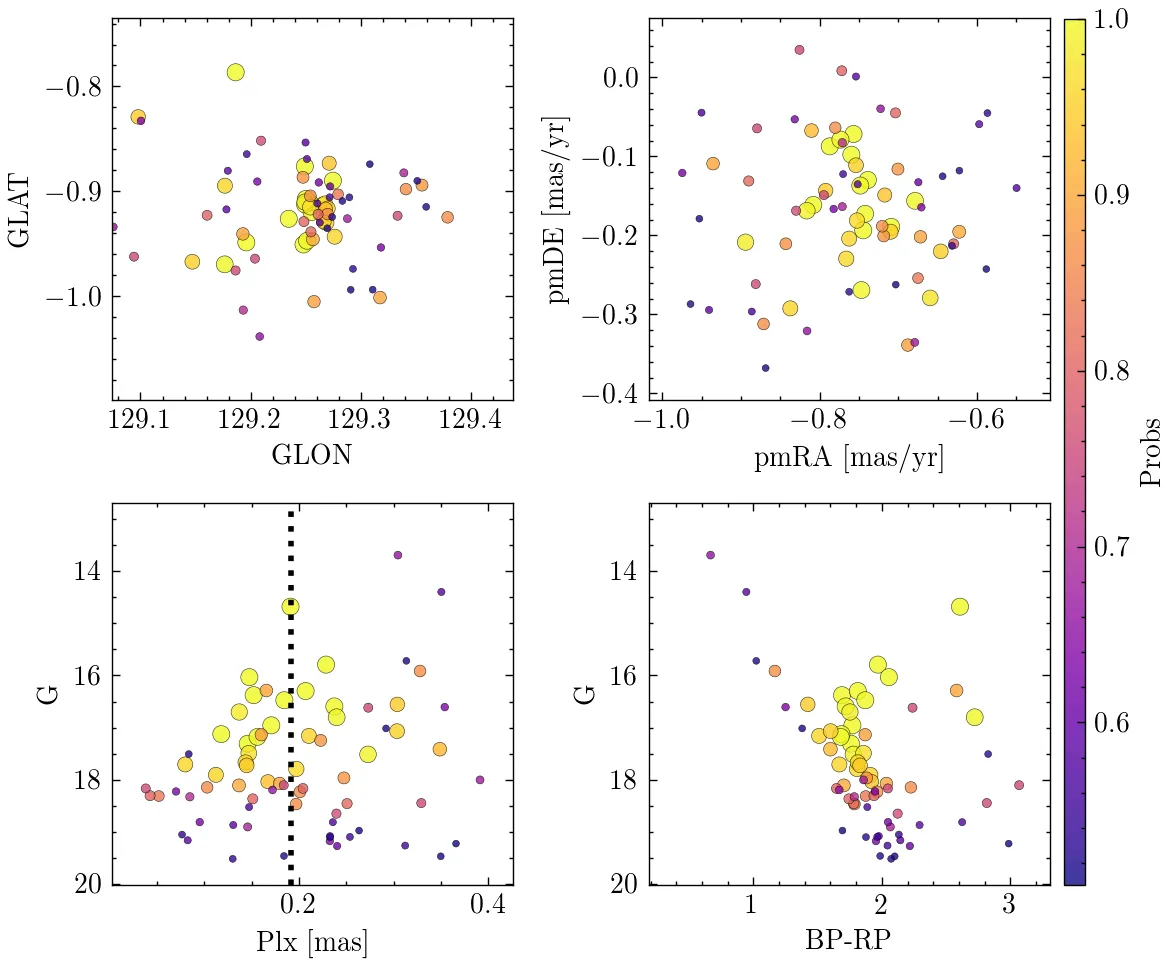 −0.8
−0.9
−1.0
GLAT
129.1 129.2 129.3 129.4
GLON
0.0
−0.1
−0.2
−0.3
−0.4
pmDE [mas/yr]
−1.0 −0.8 −0.6
pmRA [mas/yr]
1.0
0.9
0.8
0.7
0.6
Probs
14
16
18
20
G
0.2 0.4
Plx [mas]
14
16
18
20
G
1 2 3
BP-RP